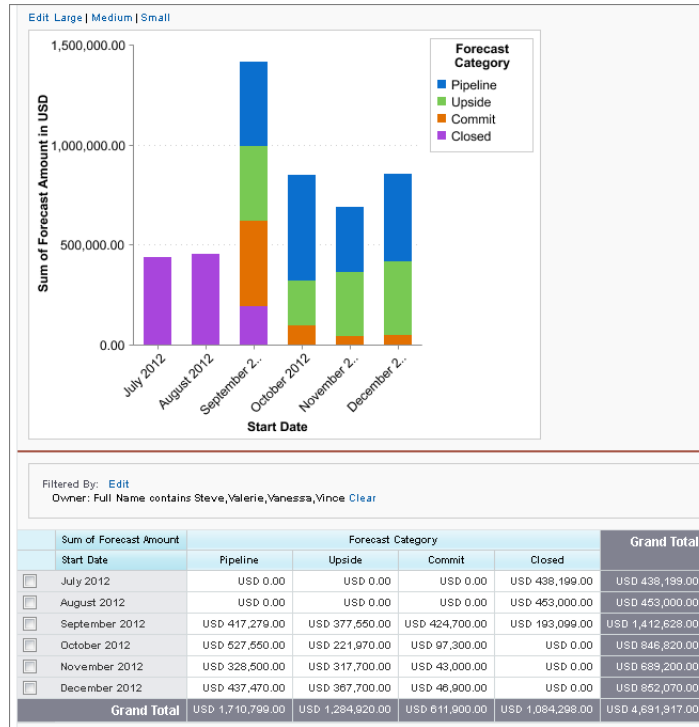 Edit Large | Medium | Small
1,500,000.00
1,000,000.00
500,000.00
0.00
Sum of Forecast Amount in USD
July 2012
August 2012
September 2..
October 2012
November 2..
December 2..
Start Date
Forecast
Category
Pipeline
Upside
Commit
Closed
Filtered By: Edit
Owner: Full Name contains Steve,Valerie,Vanessa,Vince Clear
Sum of Forecast Amount Forecast Category Grand Total
Start Date Pipeline Upside Commit Closed
July 2012 USD 0.00 USD 0.00 USD 0.00 USD 438,199.00 USD 438,199.00
August 2012 USD 0.00 USD 0.00 USD 0.00 USD 453,000.00 USD 453,000.00
September 2012 USD 417,279.00 USD 377,550.00 USD 424,700.00 USD 193,099.00 USD 1,412,628.00
October 2012 USD 527,550.00 USD 221,970.00 USD 97,300.00 USD 0.00 USD 846,820.00
November 2012 USD 328,500.00 USD 317,700.00 USD 43,000.00 USD 0.00 USD 689,200.00
December 2012 USD 437,470.00 USD 367,700.00 USD 46,900.00 USD 0.00 USD 852,070.00
Grand Total USD 1,710,799.00 USD 1,284,920.00 USD 611,900.00 USD 1,084,298.00 USD 4,691,917.00